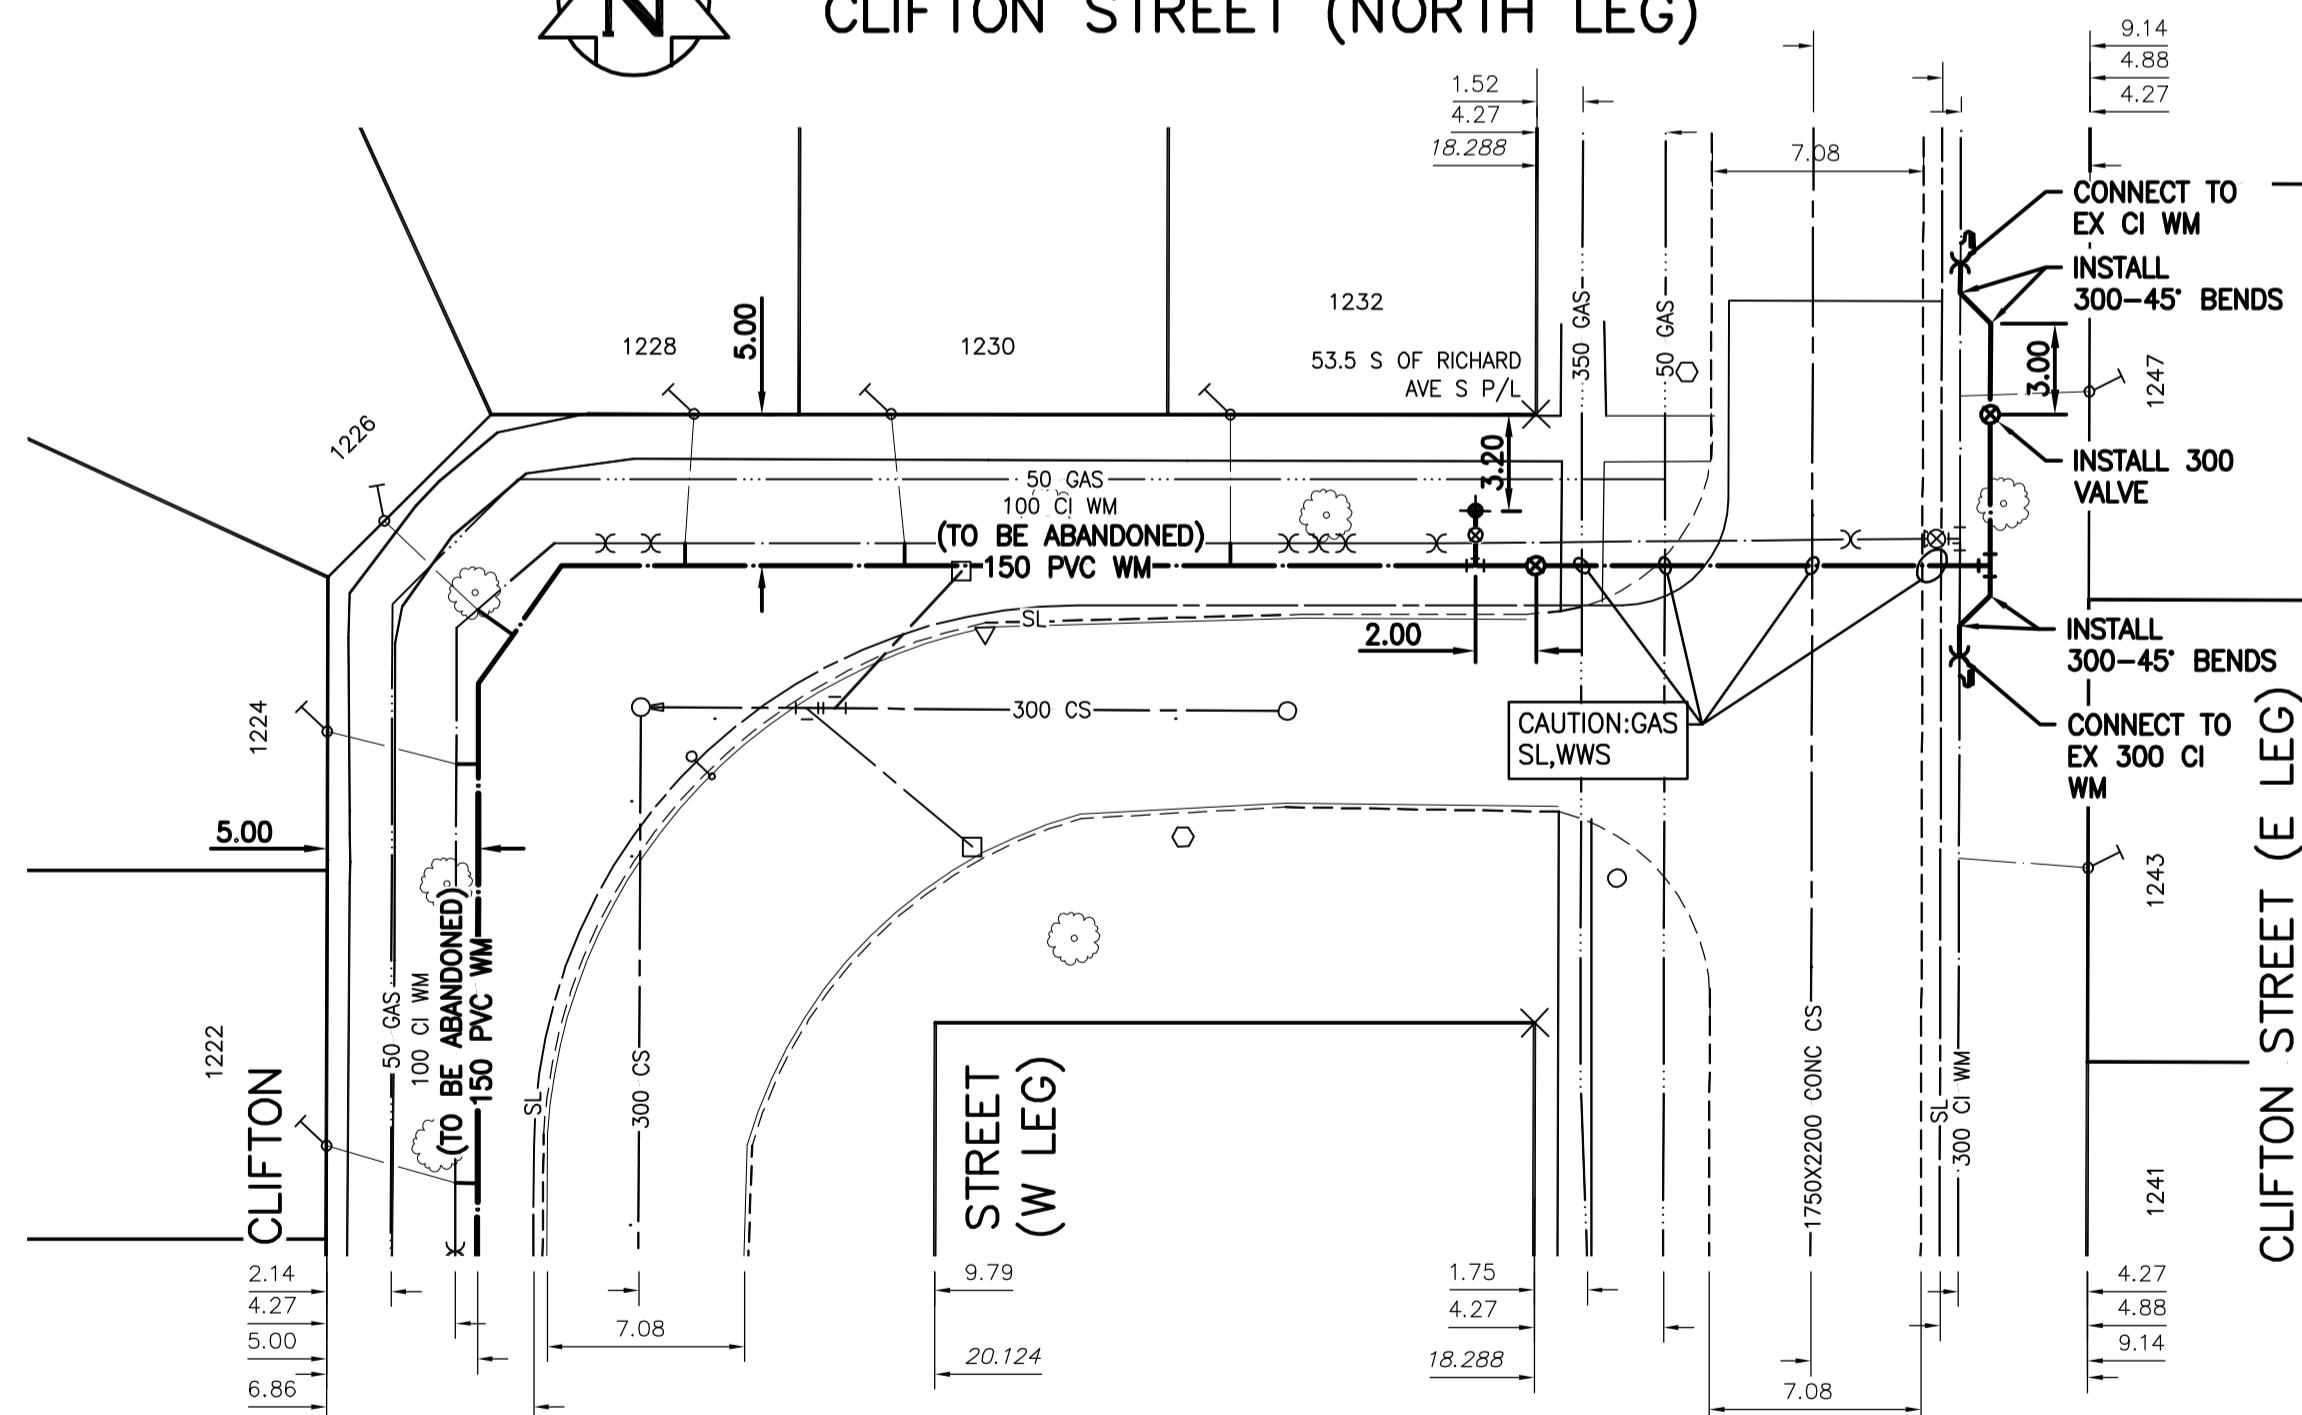 N
CLIFTON STREET (NORTH LEG)
9.14
4.88
4.27
1.52
4.27
18.288
7.08
CONNECT TO
EX CI WM
INSTALL
300-45° BENDS
3.00
1247
INSTALL 300
VALVE
350 GAS
50 GAS
1232
53.5 S OF RICHARD
AVE S P/L
3.20
1228
5.00
1230
1226
50 GAS
100 CI WM
(TO BE ABANDONED)
150 PVC WM
SL
2.00
INSTALL
300-45° BENDS
CONNECT TO
EX 300 CI
WM
CAUTION:GAS
SL,WWS
300 CS
1224
5.00
1222
CLIFTON
50 GAS
100 CI WM
(TO BE ABANDONED)
150 PVC WM
SL
300 CS
STREET
(W LEG)
1750X2200 CONC CS
SL
300 CI WM
1243
1241
CLIFTON STREET (E LEG)
2.14
4.27
5.00
6.86
7.08
9.79
20.124
1.75
4.27
18.288
7.08
4.27
4.88
9.14